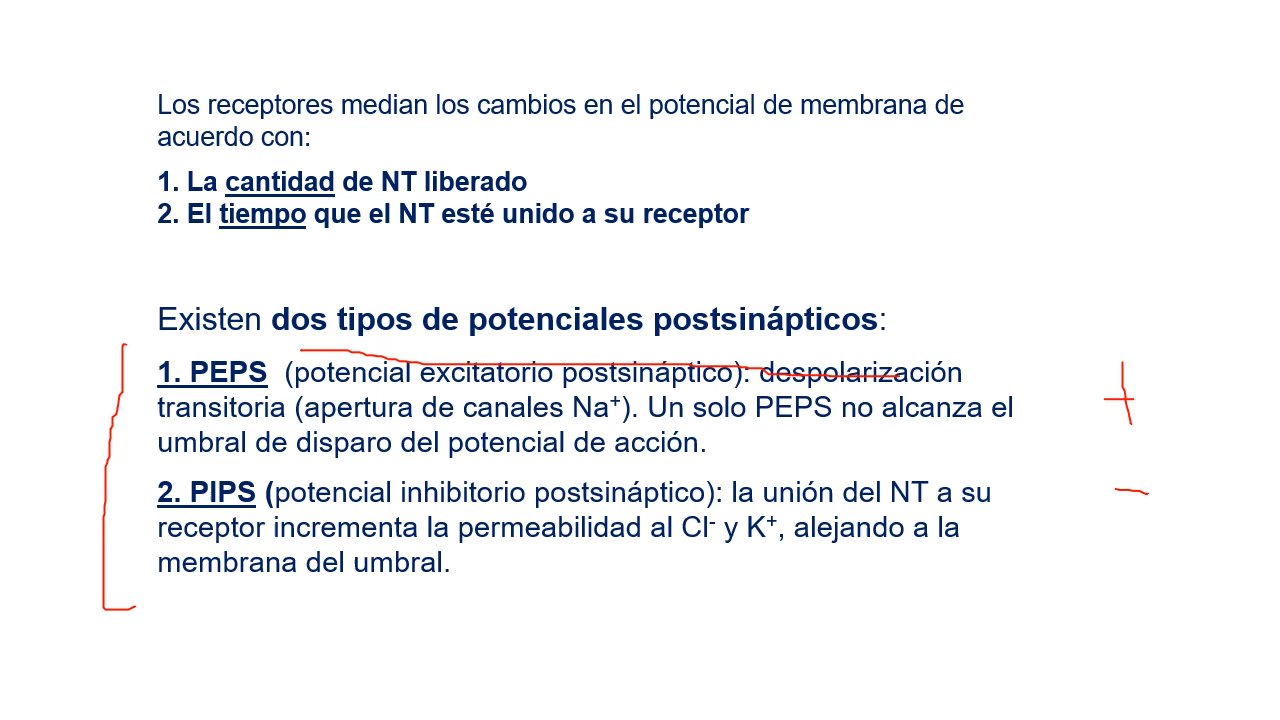 Los receptores median los cambios en el potencial de membrana de
acuerdo con:
1. La cantidad de NT liberado
2. El tiempo que el NT esté unido a su receptor
Existen dos tipos de potenciales postsinápticos:
1. PEPS (potencial excitatorio postsináptico): despolarización
transitoria (apertura de canales Na⁺). Un solo PEPS no alcanza el
umbral de disparo del potencial de acción.
+
2. PIPS (potencial inhibitorio postsináptico): la unión del NT a su
receptor incrementa la permeabilidad al Cl⁻ y K⁺, alejando a la
membrana del umbral.
-